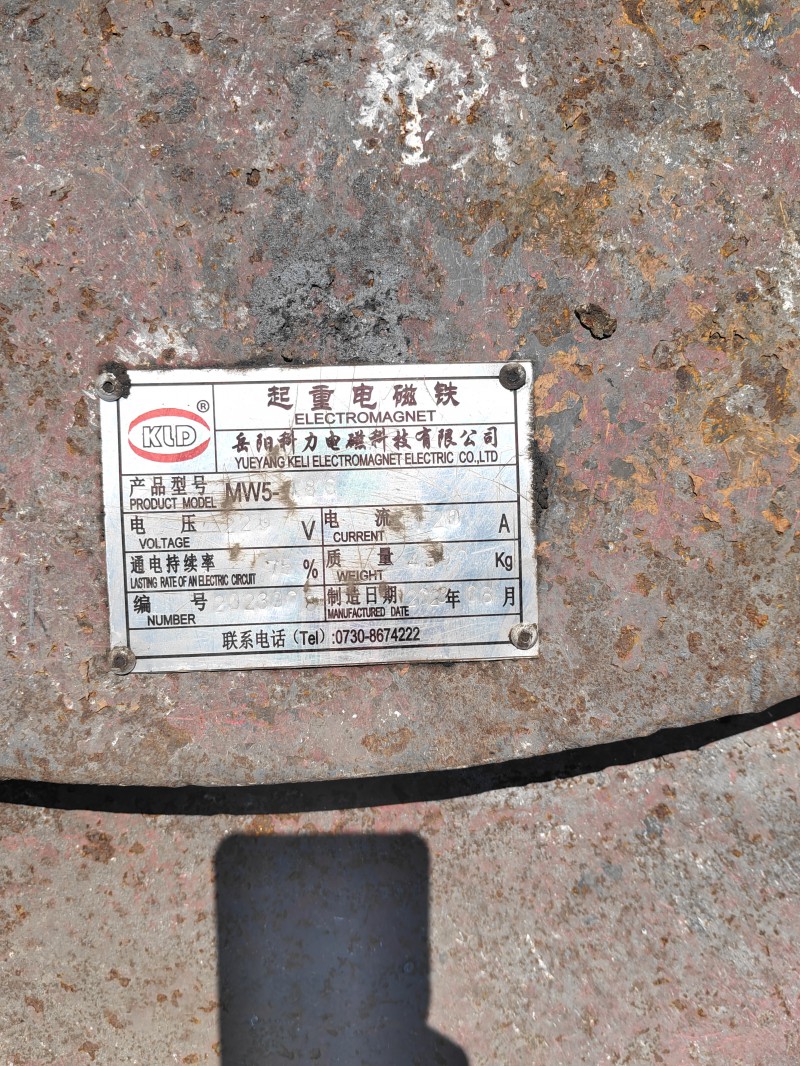 KLD ®
起重电磁铁
ELECTROMAGNET
岳阳科力电磁科技有限公司
YUEYANG KELI ELECTROMAGNET ELECTRIC CO.,LTD
产品型号 MW5-
PRODUCT MODEL
电 压 V 电 流 A
VOLTAGE CURRENT
通电持续率 % 质 量 Kg
LASTING RATE OF AN ELECTRIC CIRCUIT WEIGHT
编 号 制造日期 年 月
NUMBER MANUFACTURED DATE
联系电话(Tel):0730-8674222